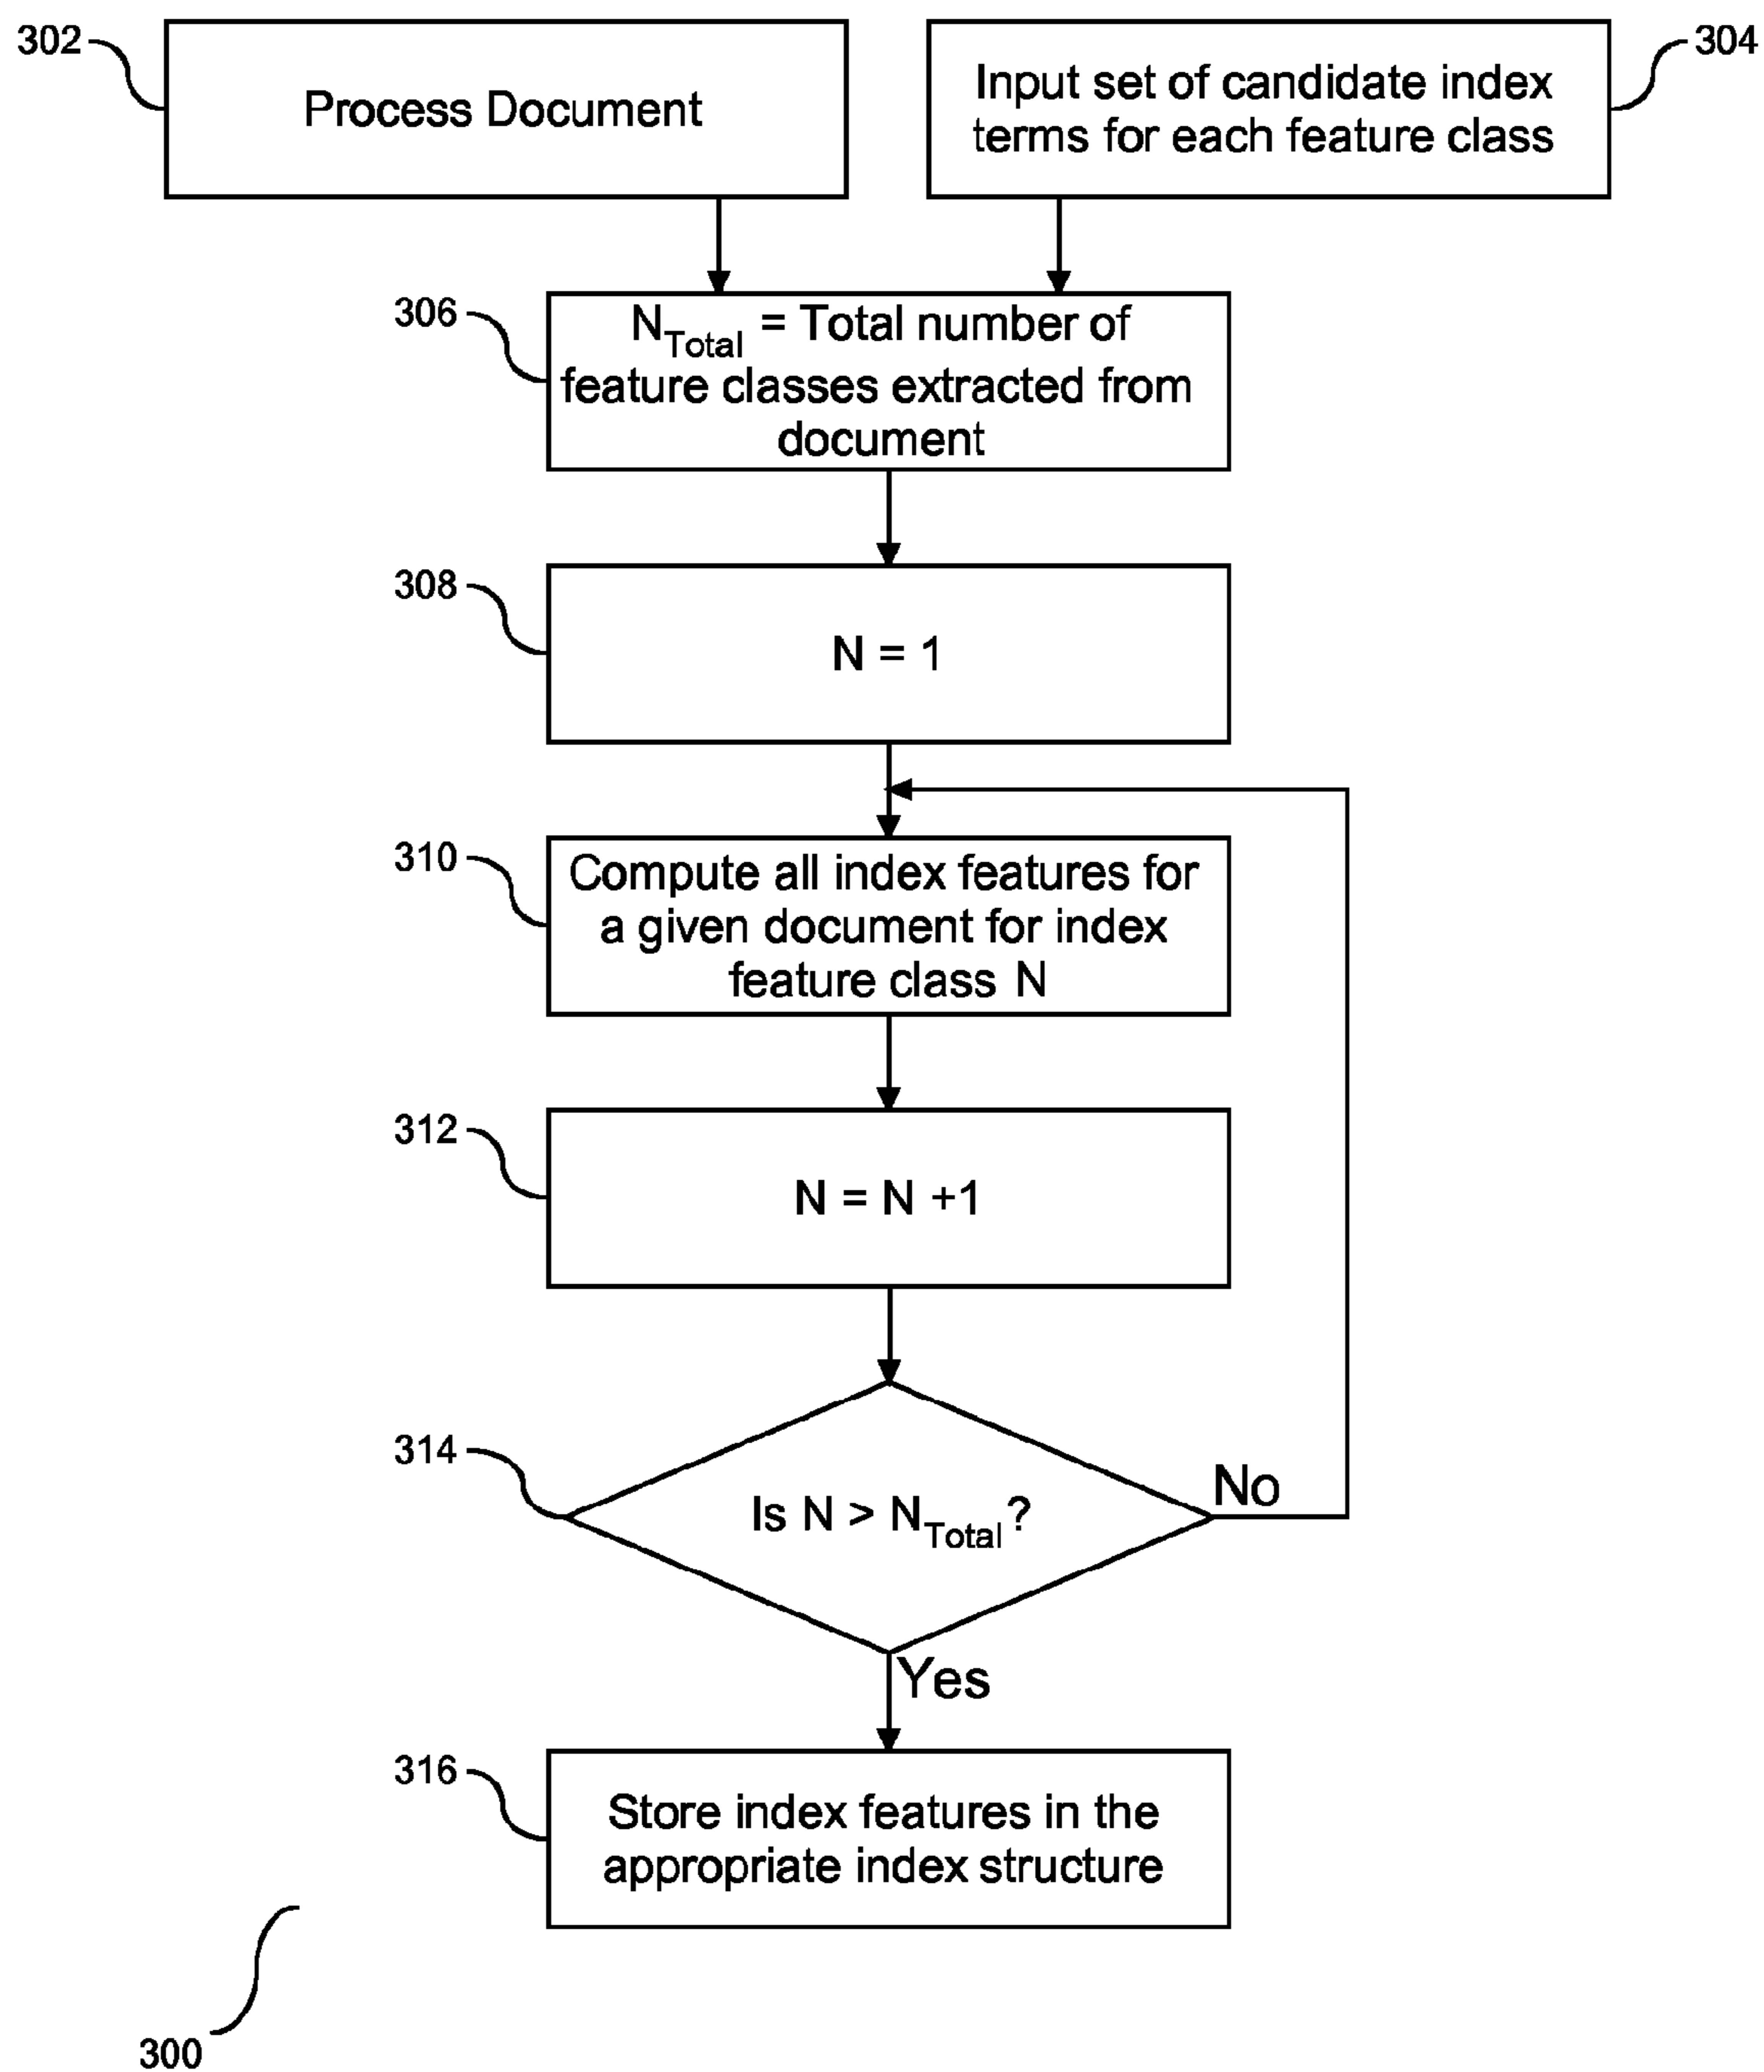 302
Process Document
Input set of candidate index
terms for each feature class
304
306
N_Total = Total number of
feature classes extracted from
document
308
N = 1
310
Compute all index features for
a given document for index
feature class N
312
N = N +1
314
Is N > N_Total?
No
Yes
316
Store index features in the
appropriate index structure
300